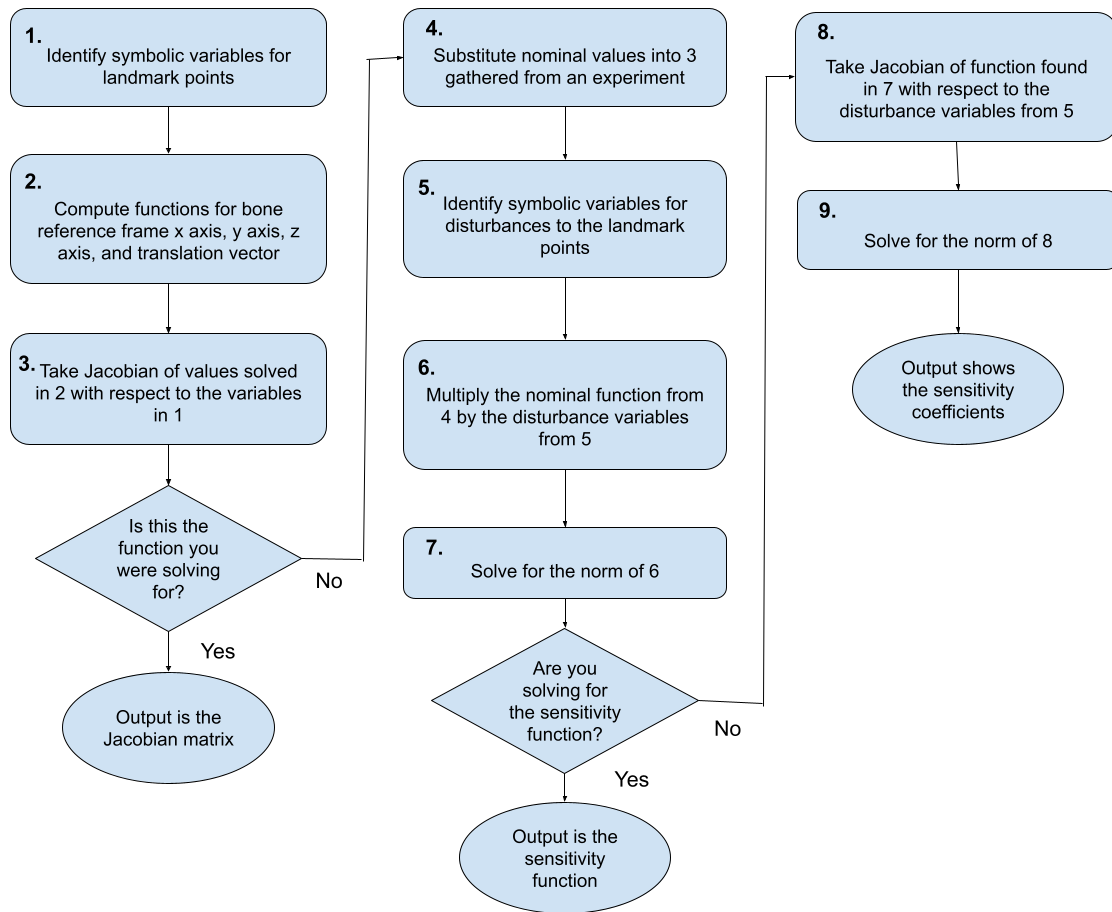 1.
Identify symbolic variables for
landmark points
2.
Compute functions for bone
reference frame x axis, y axis, z
axis, and translation vector
3. Take Jacobian of values solved
in 2 with respect to the variables
in 1
Is this the
function you
were solving
for?
No
Yes
Output is the
Jacobian matrix
4.
Substitute nominal values into 3
gathered from an experiment
5.
Identify symbolic variables for
disturbances to the landmark
points
6.
Multiply the nominal function from
4 by the disturbance variables
from 5
7.
Solve for the norm of 6
Are you
solving for
the sensitivity
function?
No
Yes
Output is the
sensitivity
function
8.
Take Jacobian of function found
in 7 with respect to the
disturbance variables from 5
9.
Solve for the norm of 8
Output shows
the sensitivity
coefficients